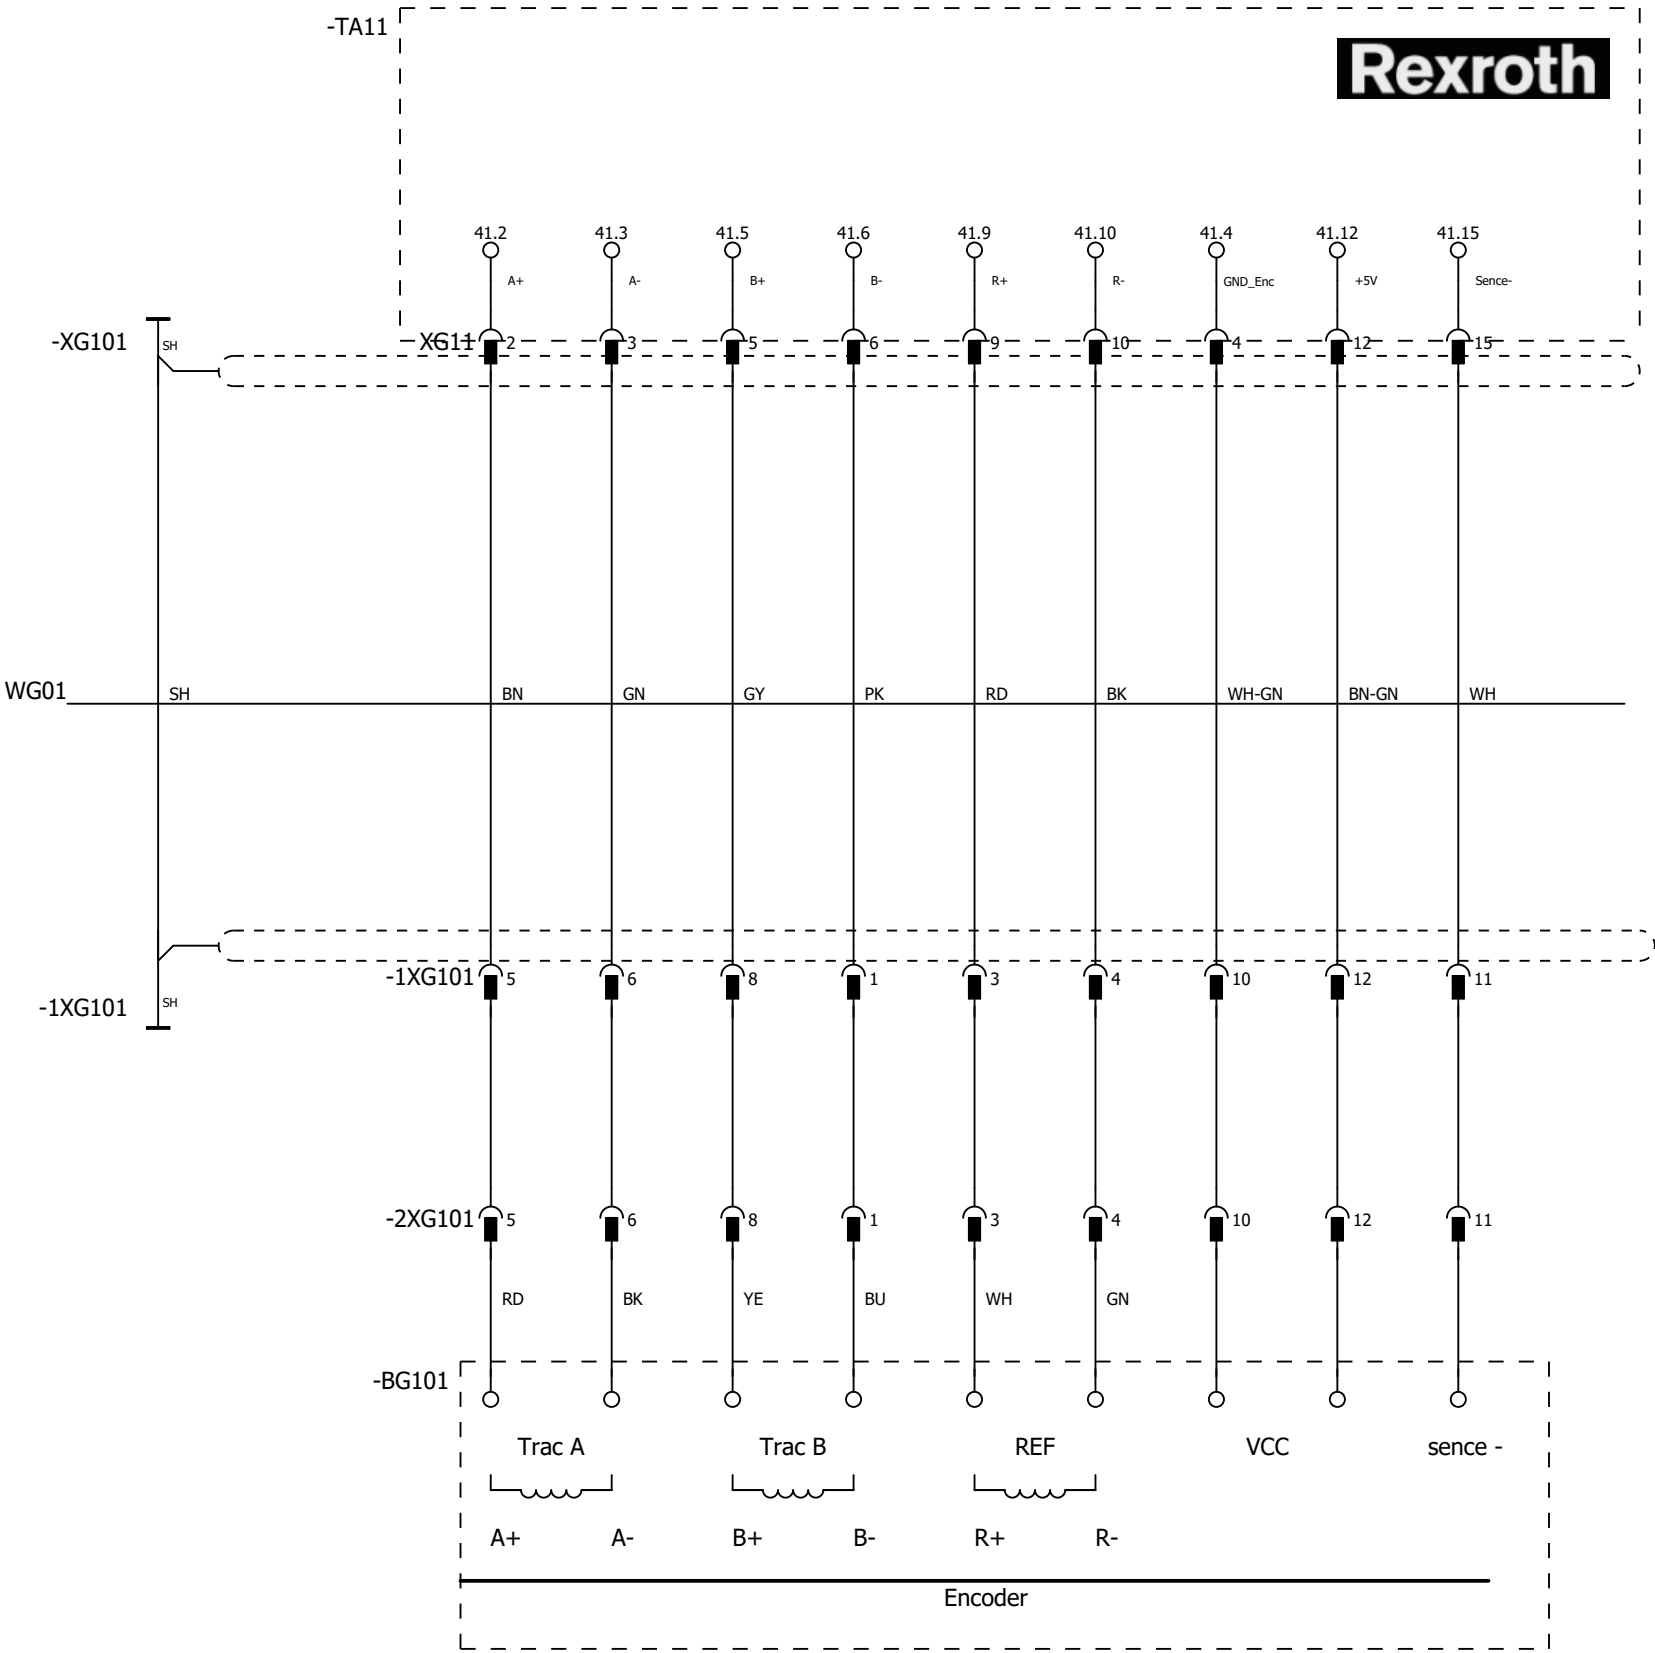 -TA11
Rexroth
41.2 41.3 41.5 41.6 41.9 41.10 41.4 41.12 41.15
A+ A- B+ B- R+ R- GND_Enc +5V Sence-
-XG101 SH XG11 2 3 5 6 9 10 4 12 15
WG01 SH BN GN GY PK RD BK WH-GN BN-GN WH
-1XG101 5 6 8 1 3 4 10 12 11
-1XG101 SH
-2XG101 5 6 8 1 3 4 10 12 11
RD BK YE BU WH GN
-BG101
Trac A Trac B REF VCC sence -
A+ A- B+ B- R+ R-
Encoder